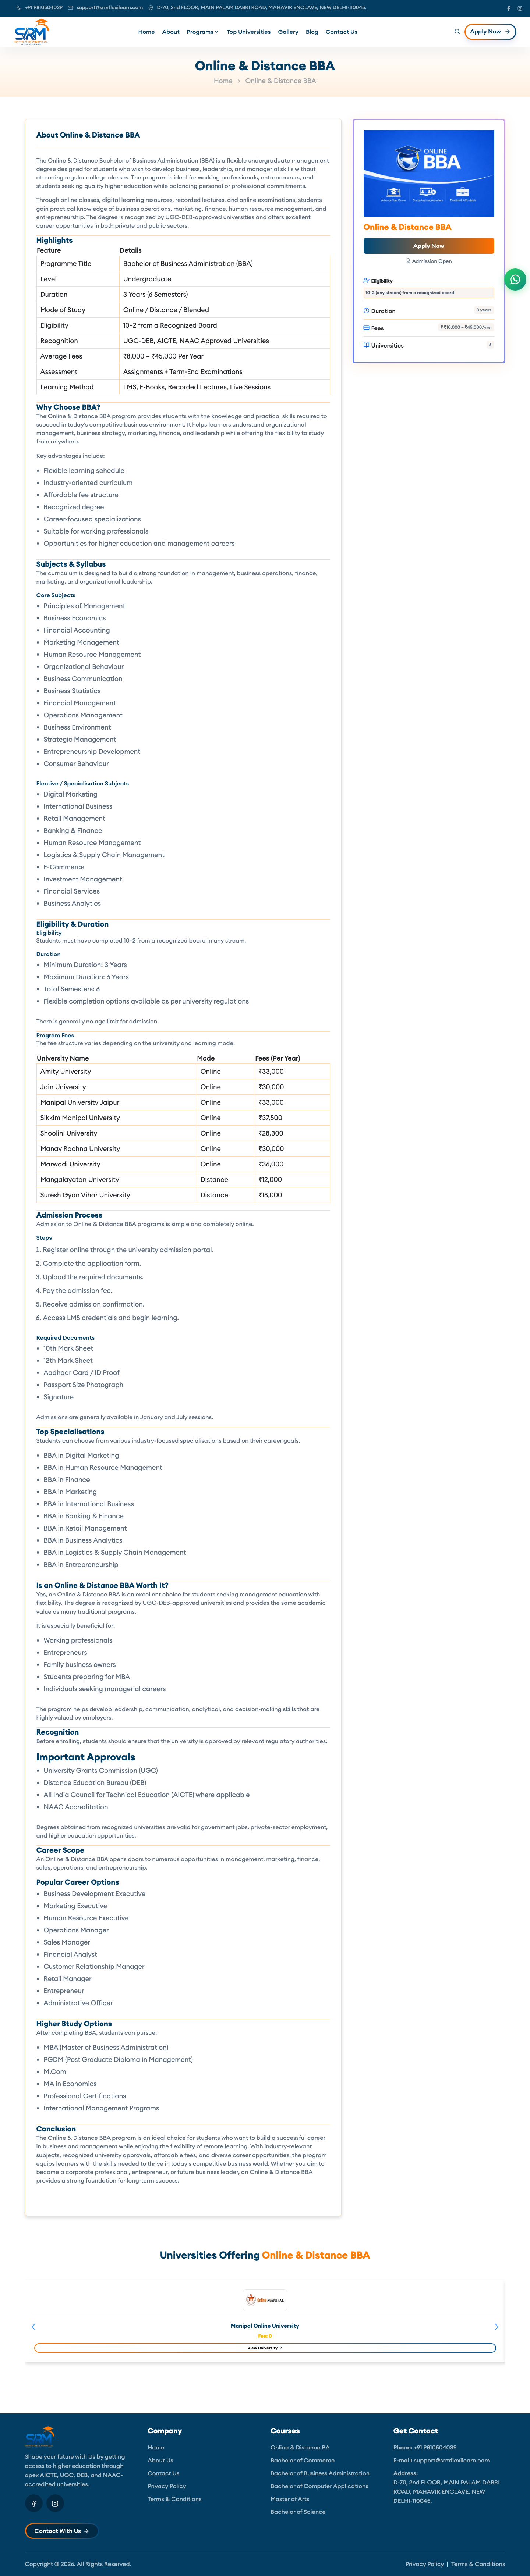 +91 9810504039 support@srmflexilearn.com D-70, 2nd FLOOR, MAIN PALAM DABRI ROAD, MAHAVIR ENCLAVE, NEW DELHI-110045.
SRM
Home About Programs Top Universities Gallery Blog Contact Us Apply Now →
Online & Distance BBA
Home > Online & Distance BBA
About Online & Distance BBA
The Online & Distance Bachelor of Business Administration (BBA) is a flexible undergraduate management
degree designed for students who wish to develop business, leadership, and managerial skills without
attending regular college classes. The program is ideal for working professionals, entrepreneurs, and
students seeking quality higher education while balancing personal or professional commitments.
Through online classes, digital learning resources, recorded lectures, and online examinations, students
gain practical knowledge of business operations, marketing, finance, human resource management, and
entrepreneurship. The degree is recognized by UGC-DEB-approved universities and offers excellent
career opportunities in both private and public sectors.
Highlights
Feature Details
Programme Title Bachelor of Business Administration (BBA)
Level Undergraduate
Duration 3 Years (6 Semesters)
Mode of Study Online / Distance / Blended
Eligibility 10+2 from a Recognized Board
Recognition UGC-DEB, AICTE, NAAC Approved Universities
Average Fees ₹8,000 – ₹45,000 Per Year
Assessment Assignments + Term-End Examinations
Learning Method LMS, E-Books, Recorded Lectures, Live Sessions
Why Choose BBA?
The Online & Distance BBA program provides students with the knowledge and practical skills required to
succeed in today's competitive business environment. It helps learners understand organizational
management, business strategy, marketing, finance, and leadership while offering the flexibility to study
from anywhere.
Key advantages include:
• Flexible learning schedule
• Industry-oriented curriculum
• Affordable fee structure
• Recognized degree
• Career-focused specializations
• Suitable for working professionals
• Opportunities for higher education and management careers
Subjects & Syllabus
The curriculum is designed to build a strong foundation in management, business operations, finance,
marketing, and organizational leadership.
Core Subjects
• Principles of Management
• Business Economics
• Financial Accounting
• Marketing Management
• Human Resource Management
• Organizational Behaviour
• Business Communication
• Business Statistics
• Financial Management
• Operations Management
• Business Environment
• Strategic Management
• Entrepreneurship Development
• Consumer Behaviour
Elective / Specialisation Subjects
• Digital Marketing
• International Business
• Retail Management
• Banking & Finance
• Human Resource Management
• Logistics & Supply Chain Management
• E-Commerce
• Investment Management
• Financial Services
• Business Analytics
Eligibility & Duration
Eligibility
Students must have completed 10+2 from a recognized board in any stream.
Duration
• Minimum Duration: 3 Years
• Maximum Duration: 6 Years
• Total Semesters: 6
• Flexible completion options available as per university regulations
There is generally no age limit for admission.
Program Fees
The fee structure varies depending on the university and learning mode.
University Name Mode Fees (Per Year)
Amity University Online ₹33,000
Jain University Online ₹30,000
Manipal University Jaipur Online ₹33,000
Sikkim Manipal University Online ₹37,500
Shoolini University Online ₹28,300
Manav Rachna University Online ₹30,000
Marwadi University Online ₹36,000
Mangalayatan University Distance ₹12,000
Suresh Gyan Vihar University Distance ₹18,000
Admission Process
Admission to Online & Distance BBA programs is simple and completely online.
Steps
1. Register online through the university admission portal.
2. Complete the application form.
3. Upload the required documents.
4. Pay the admission fee.
5. Receive admission confirmation.
6. Access LMS credentials and begin learning.
Required Documents
• 10th Mark Sheet
• 12th Mark Sheet
• Aadhaar Card / ID Proof
• Passport Size Photograph
• Signature
Admissions are generally available in January and July sessions.
Top Specialisations
Students can choose from various industry-focused specialisations based on their career goals.
• BBA in Digital Marketing
• BBA in Human Resource Management
• BBA in Finance
• BBA in Marketing
• BBA in International Business
• BBA in Banking & Finance
• BBA in Retail Management
• BBA in Business Analytics
• BBA in Logistics & Supply Chain Management
• BBA in Entrepreneurship
Is an Online & Distance BBA Worth It?
Yes, an Online & Distance BBA is an excellent choice for students seeking management education with
flexibility. The degree is recognized by UGC-DEB-approved universities and provides the same academic
value as many traditional programs.
It is especially beneficial for:
• Working professionals
• Entrepreneurs
• Family business owners
• Students preparing for MBA
• Individuals seeking managerial careers
The program helps develop leadership, communication, analytical, and decision-making skills that are
highly valued by employers.
Recognition
Before enrolling, students should ensure that the university is approved by relevant regulatory authorities.
Important Approvals
• University Grants Commission (UGC)
• Distance Education Bureau (DEB)
• All India Council for Technical Education (AICTE) where applicable
• NAAC Accreditation
Degrees obtained from recognized universities are valid for government jobs, private-sector employment,
and higher education opportunities.
Career Scope
An Online & Distance BBA opens doors to numerous opportunities in management, marketing, finance,
sales, operations, and entrepreneurship.
Popular Career Options
• Business Development Executive
• Marketing Executive
• Human Resource Executive
• Operations Manager
• Sales Manager
• Financial Analyst
• Customer Relationship Manager
• Retail Manager
• Entrepreneur
• Administrative Officer
Higher Study Options
After completing BBA, students can pursue:
• MBA (Master of Business Administration)
• PGDM (Post Graduate Diploma in Management)
• M.Com
• MA in Economics
• Professional Certifications
• International Management Programs
Conclusion
The Online & Distance BBA program is an ideal choice for students who want to build a successful career
in business and management while enjoying the flexibility of remote learning. With industry-relevant
subjects, recognized university approvals, affordable fees, and diverse career opportunities, the program
equips learners with the skills needed to thrive in today's competitive business world. Whether you aim to
become a corporate professional, entrepreneur, or future business leader, an Online & Distance BBA
provides a strong foundation for long-term success.
ONLINE
BBA
Online & Distance BBA
Apply Now
Admission Open
Eligibility
10+2 (any stream) from a recognized board
Duration 3 years
Fees ₹ ₹10,000 – ₹45,000/yrs.
Universities 6
Universities Offering Online & Distance BBA
MANIPAL
Manipal Online University
Fee: 0
View University →
SRM
Shape your future with Us by getting
access to higher education through
apex AICTE, UGC, DEB, and NAAC-
accredited universities.
Contact With Us →
Company
Home
About Us
Contact Us
Privacy Policy
Terms & Conditions
Courses
Online & Distance BA
Bachelor of Commerce
Bachelor of Business Administration
Bachelor of Computer Applications
Master of Arts
Bachelor of Science
Get Contact
Phone: +91 9810504039
E-mail: support@srmflexilearn.com
Address:
D-70, 2nd FLOOR, MAIN PALAM DABRI
ROAD, MAHAVIR ENCLAVE, NEW
DELHI-110045.
Copyright © 2026. All Rights Reserved.
Privacy Policy | Terms & Conditions